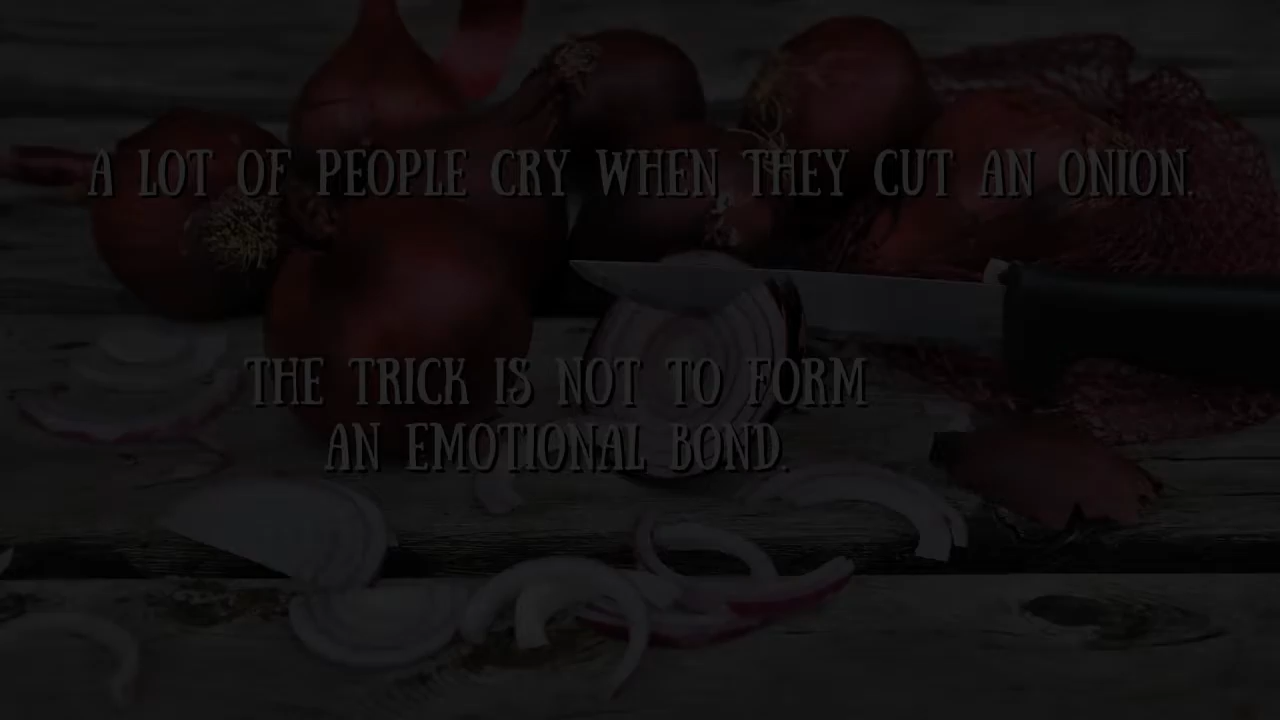 A LOT OF PEOPLE CRY WHEN THEY CUT AN ONION.
THE TRICK IS NOT TO FORM
AN EMOTIONAL BOND.